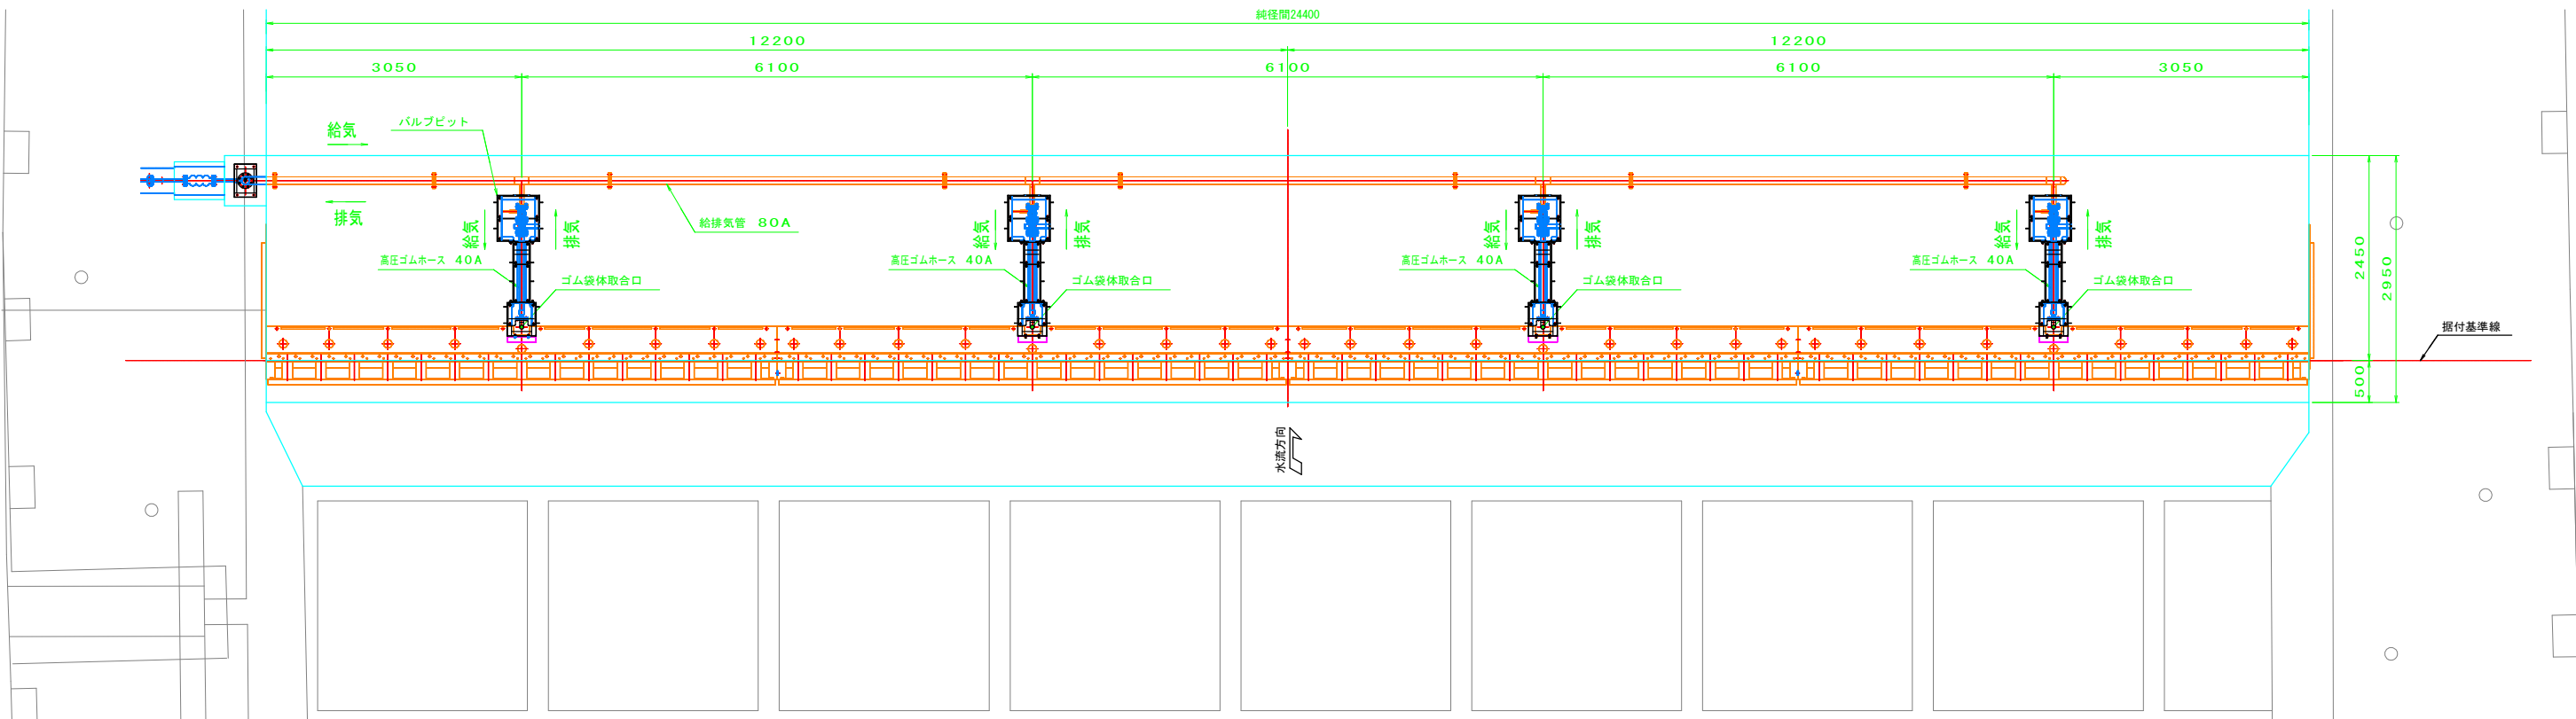 純径間24400
12200
12200
3050
6100
6100
6100
3050
給気
バルブピット
排気
給気
排気
給排気管 80A
給気
排気
給気
排気
給気
排気
高圧ゴムホース 40A
ゴム袋体取合口
高圧ゴムホース 40A
ゴム袋体取合口
高圧ゴムホース 40A
ゴム袋体取合口
高圧ゴムホース 40A
ゴム袋体取合口
2450
2950
500
据付基準線
水流方向